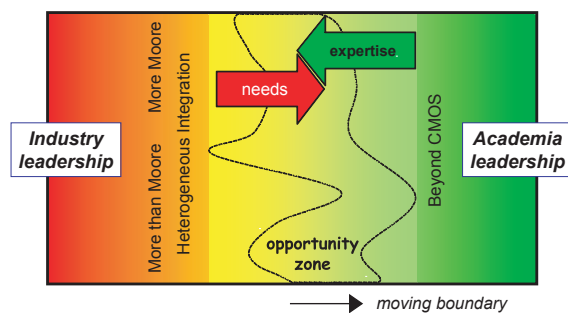 Industry
leadership
More than Moore
More Moore
Heterogeneous Integration
needs
expertise
opportunity
zone
Beyond CMOS
Academia
leadership
moving boundary